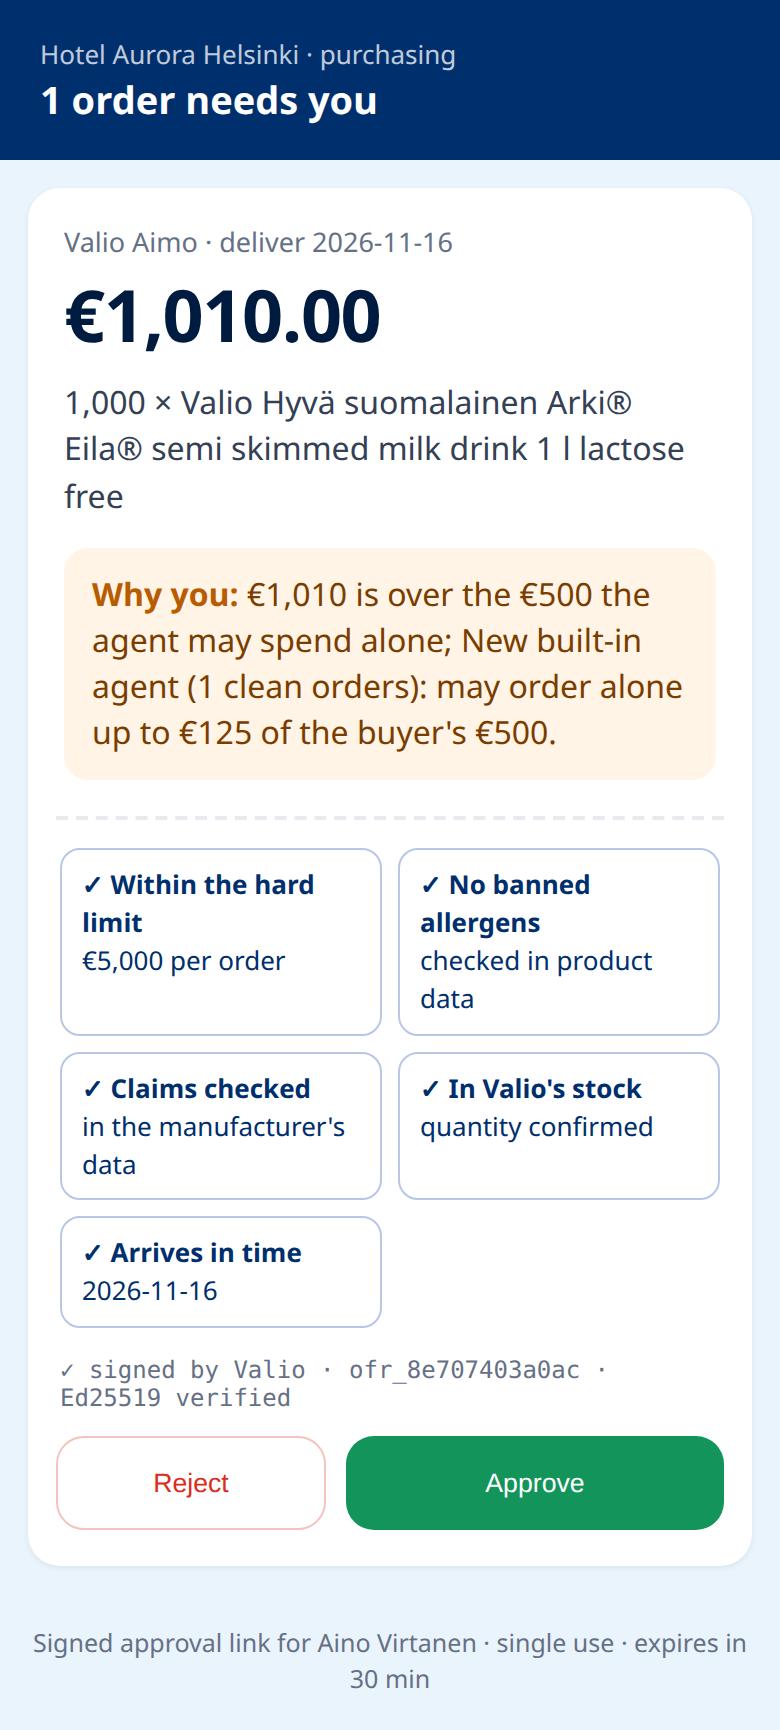 Hotel Aurora Helsinki · purchasing
1 order needs you
Valio Aimo · deliver 2026-11-16
€1,010.00
1,000 × Valio Hyvä suomalainen Arki®
Eila® semi skimmed milk drink 1 l lactose
free
Why you: €1,010 is over the €500 the
agent may spend alone; New built-in
agent (1 clean orders): may order alone
up to €125 of the buyer's €500.
✓ Within the hard
limit
€5,000 per order
✓ No banned
allergens
checked in product
data
✓ Claims checked
in the manufacturer's
data
✓ In Valio's stock
quantity confirmed
✓ Arrives in time
2026-11-16
✓ signed by Valio · ofr_8e707403a0ac ·
Ed25519 verified
Reject
Approve
Signed approval link for Aino Virtanen · single use · expires in
30 min